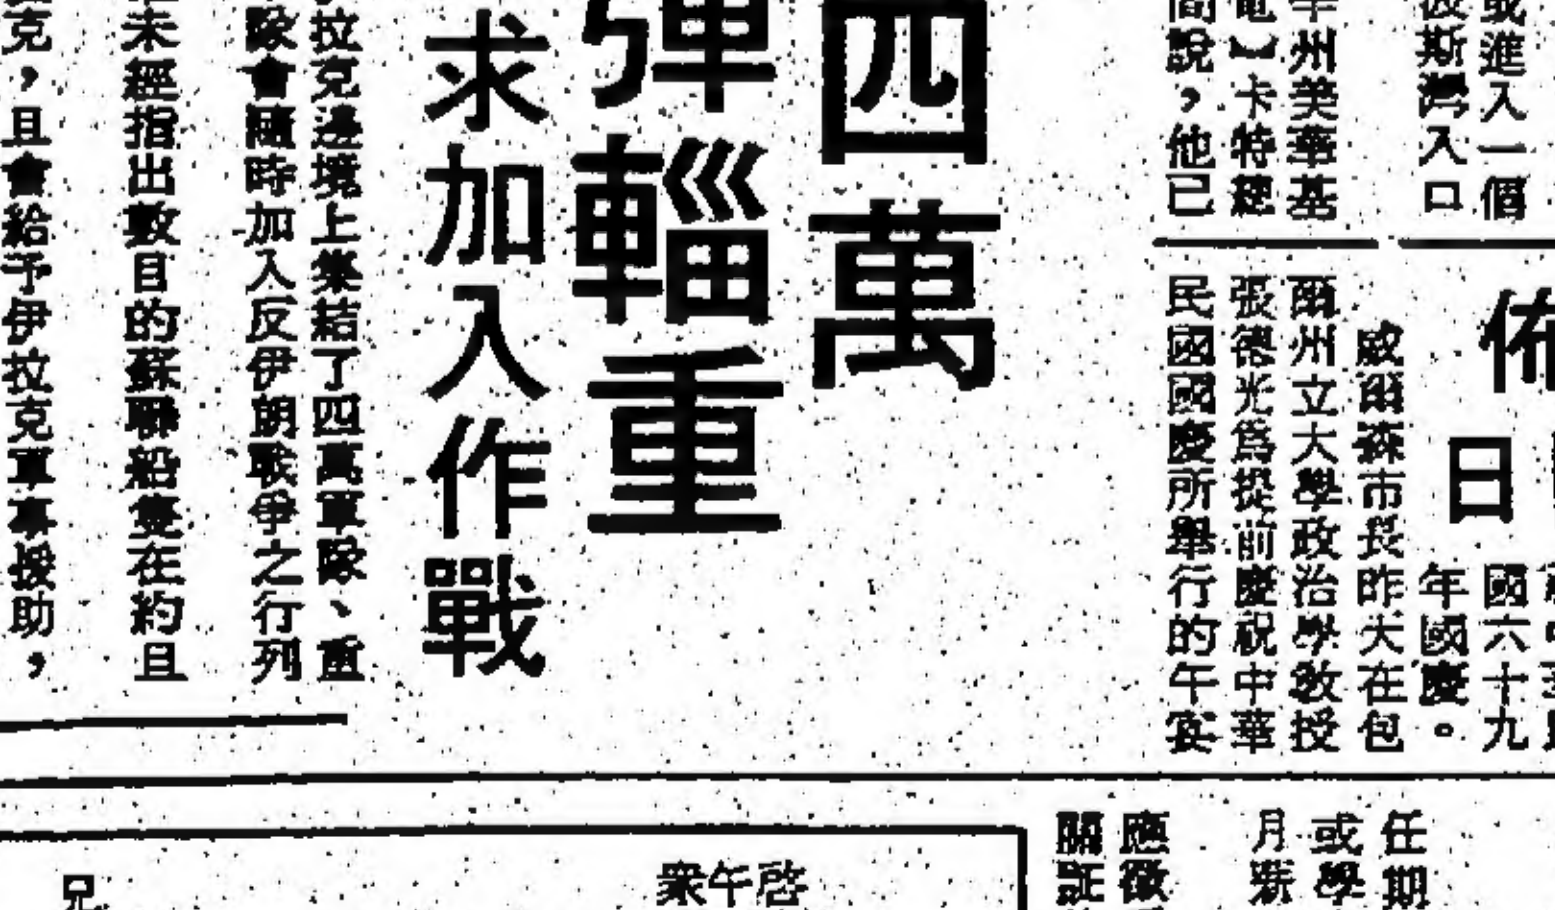 或進入一個
波斯灣入口
州美華基
電】卡特總
間說，他已
佈
日
國六十九
年國慶。
威爾森市長昨天在包
爾州立大學政治學教授
張德光爲提前慶祝中華
民國國慶所舉行的午宴
四萬
彈輜重
求加入作戰
拉克邊境上集結了四萬軍隊、重
隊會隨時加入反伊朗戰爭之行列
未經指出數目的蘇聯船隻在約旦
克，且會給予伊拉克軍事援助，
任期
或學
月薪
應徵
關証
啓
午
衆
兄